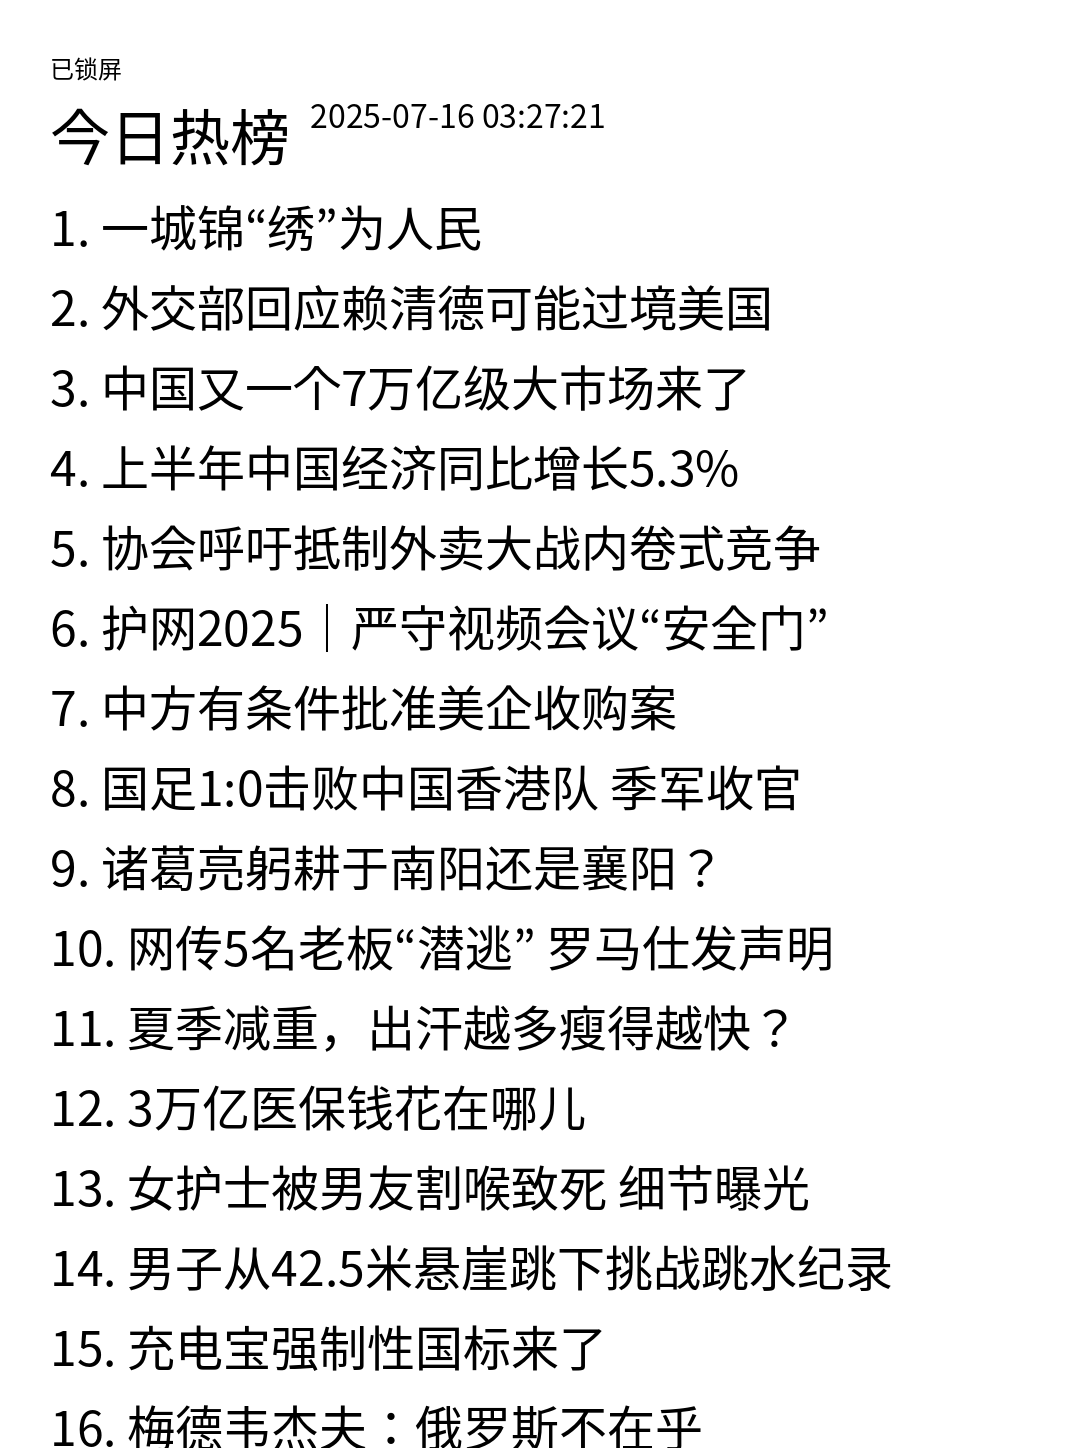 已锁屏
今日热榜 2025-07-16 03:27:21
1. 一城锦“绣”为人民
2. 外交部回应赖清德可能过境美国
3. 中国又一个7万亿级大市场来了
4. 上半年中国经济同比增长5.3%
5. 协会呼吁抵制外卖大战内卷式竞争
6. 护网2025｜严守视频会议“安全门”
7. 中方有条件批准美企收购案
8. 国足1:0击败中国香港队 季军收官
9. 诸葛亮躬耕于南阳还是襄阳？
10. 网传5名老板“潜逃” 罗马仕发声明
11. 夏季减重，出汗越多瘦得越快？
12. 3万亿医保钱花在哪儿
13. 女护士被男友割喉致死 细节曝光
14. 男子从42.5米悬崖跳下挑战跳水纪录
15. 充电宝强制性国标来了
16. 梅德韦杰夫：俄罗斯不在乎